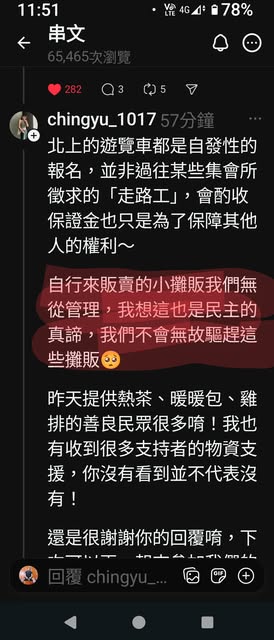 11:51
Vo LTE 4G 78%
串文
65,465次瀏覽
282 3 5
chingyu_1017 57分鐘
北上的遊覽車都是自發性的
報名，並非過往某些集會所
徵求的「走路工」，會酌收
保證金也只是為了保障其他
人的權利～
自行來販賣的小攤販我們無
從管理，我想這也是民主的
真諦，我們不會無故驅趕這
些攤販🥺
昨天提供熱茶、暖暖包、雞
排的善良民眾很多唷！我也
有收到很多支持者的物資支
援，你沒有看到並不代表沒
有！
還是很謝謝你的回覆唷，下
回覆 chingyu_...
GIF